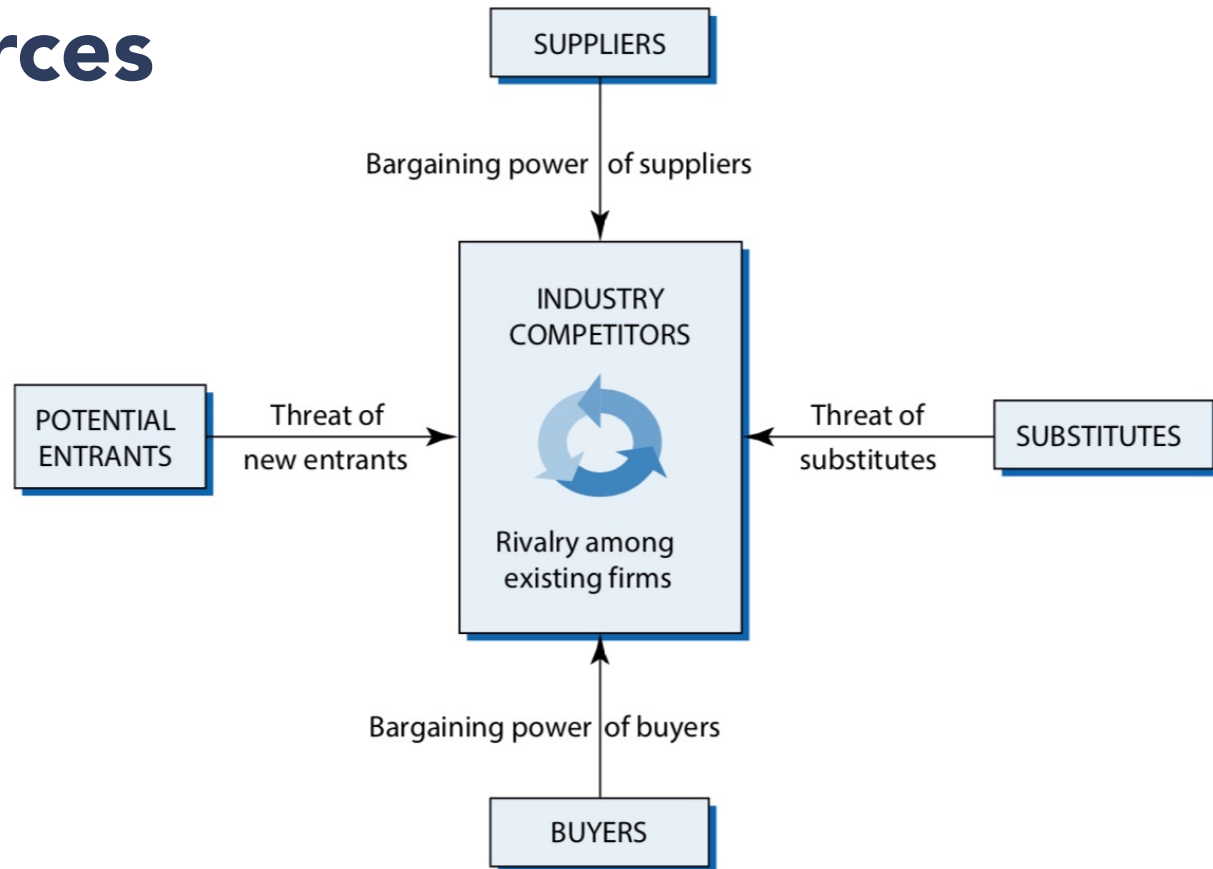 rces
SUPPLIERS
Bargaining power of suppliers
INDUSTRY
COMPETITORS
POTENTIAL
ENTRANTS
Threat of
new entrants
Threat of
substitutes
SUBSTITUTES
Rivalry among
existing firms
Bargaining power of buyers
BUYERS